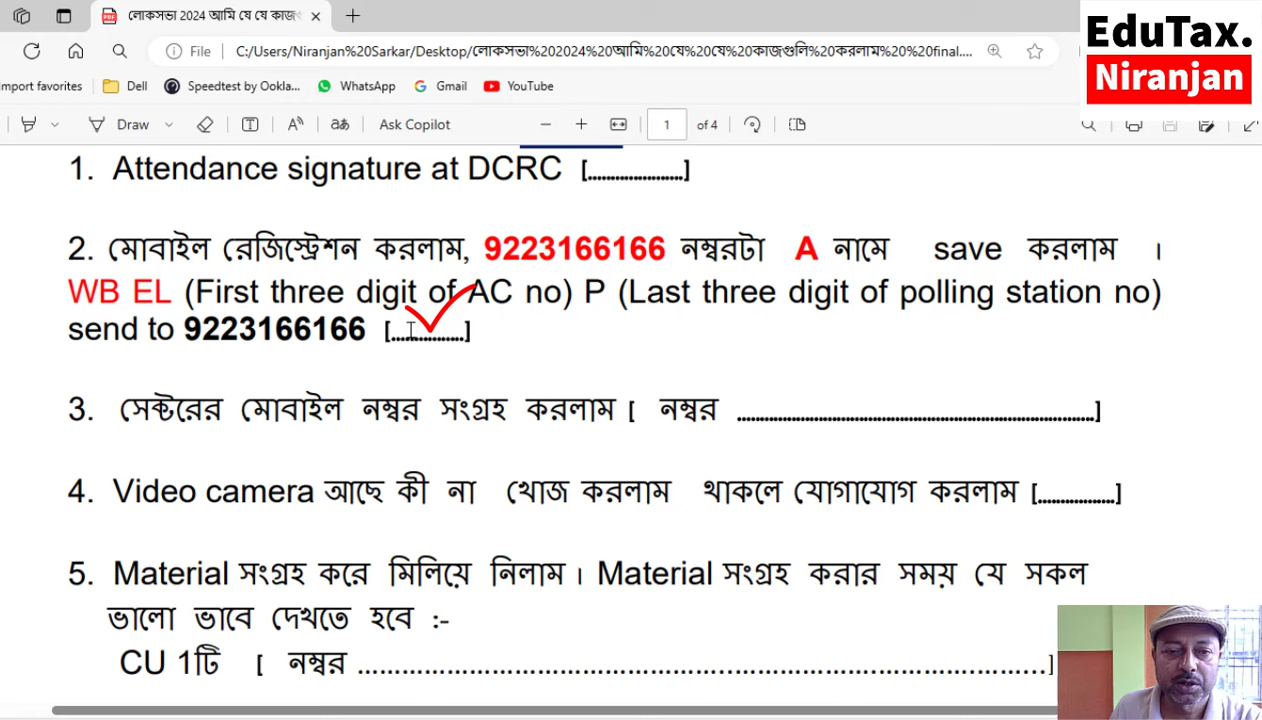 লোকসভা 2024 আমি যে যে কাজগু
EduTax.
Niranjan
File
C:/Users/Niranjan%20Sarkar/Desktop/লোকসভা%202024%20আমি%20যে%20যে%20কাজগুলি%20করলাম%20%20final....
import favorites Dell Speedtest by Ookla... WhatsApp Gmail YouTube
Draw aあ Ask Copilot 1 of 4
1. Attendance signature at DCRC [.....................]
2. মোবাইল রেজিস্ট্রেশন করলাম, 9223166166 নম্বরটা A নামে save করলাম ।
WB EL (First three digit of AC no) P (Last three digit of polling station no)
send to 9223166166 [................]
3. সেক্টরের মোবাইল নম্বর সংগ্রহ করলাম [ নম্বর ................................................................................]
4. Video camera আছে কী না খোজ করলাম থাকলে যোগাযোগ করলাম [.................]
5. Material সংগ্রহ করে মিলিয়ে নিলাম । Material সংগ্রহ করার সময় যে সকল
ভালো ভাবে দেখতে হবে :-
CU 1টি [ নম্বর ...............................................................................................]